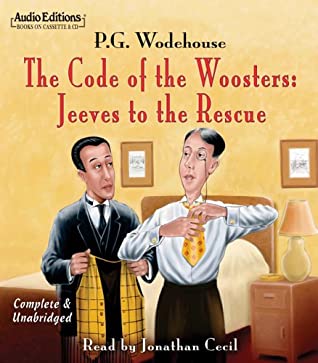 Audio Editions
BOOKS ON CASSETTE & CD
P.G. Wodehouse
The Code of the Woosters:
Jeeves to the Rescue
Complete &
Unabridged
Read by Jonathan Cecil